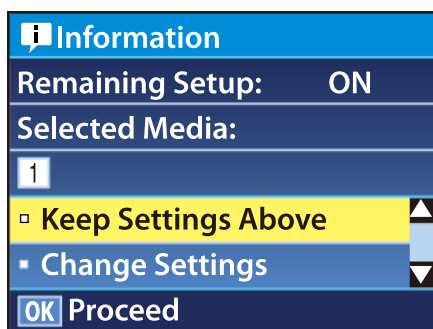 Information
Remaining Setup: ON
Selected Media:
1
Keep Settings Above
Change Settings
OK Proceed